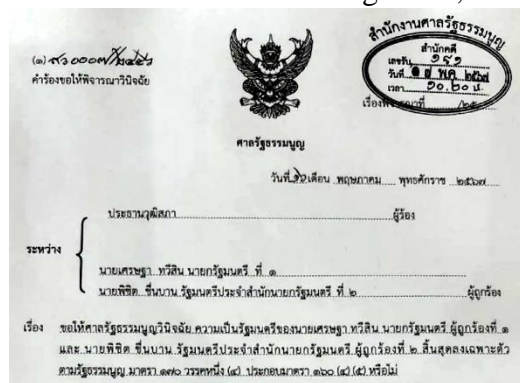 สำนักงานศาลรัฐธรรมนูญ
สำนักคดี
เลขรับ ๑๕๑
วันที่ ๑๗ พ.ค. ๒๕๖๗
เวลา ๑๐.๒๐ น.
(๑)
คำร้องขอให้พิจารณาวินิจฉัย
เรื่องพิจารณาที่ /๒๕
ศาลรัฐธรรมนูญ
วันที่ เดือน พฤษภาคม พุทธศักราช ๒๕๖๗
ประธานวุฒิสภา ผู้ร้อง
ระหว่าง
นายเศรษฐา ทวีสิน นายกรัฐมนตรี ที่ ๑
นายพิชิต ชื่นบาน รัฐมนตรีประจำสำนักนายกรัฐมนตรี ที่ ๒ ผู้ถูกร้อง
เรื่อง ขอให้ศาลรัฐธรรมนูญวินิจฉัย ความเป็นรัฐมนตรีของนายเศรษฐา ทวีสิน นายกรัฐมนตรี ผู้ถูกร้องที่ ๑
และ นายพิชิต ชื่นบาน รัฐมนตรีประจำสำนักนายกรัฐมนตรี ผู้ถูกร้องที่ ๒ สิ้นสุดลงเฉพาะตัว
ตามรัฐธรรมนูญ มาตรา ๑๗๐ วรรคหนึ่ง (๔) ประกอบมาตรา ๑๖๐ (๔) (๕) หรือไม่